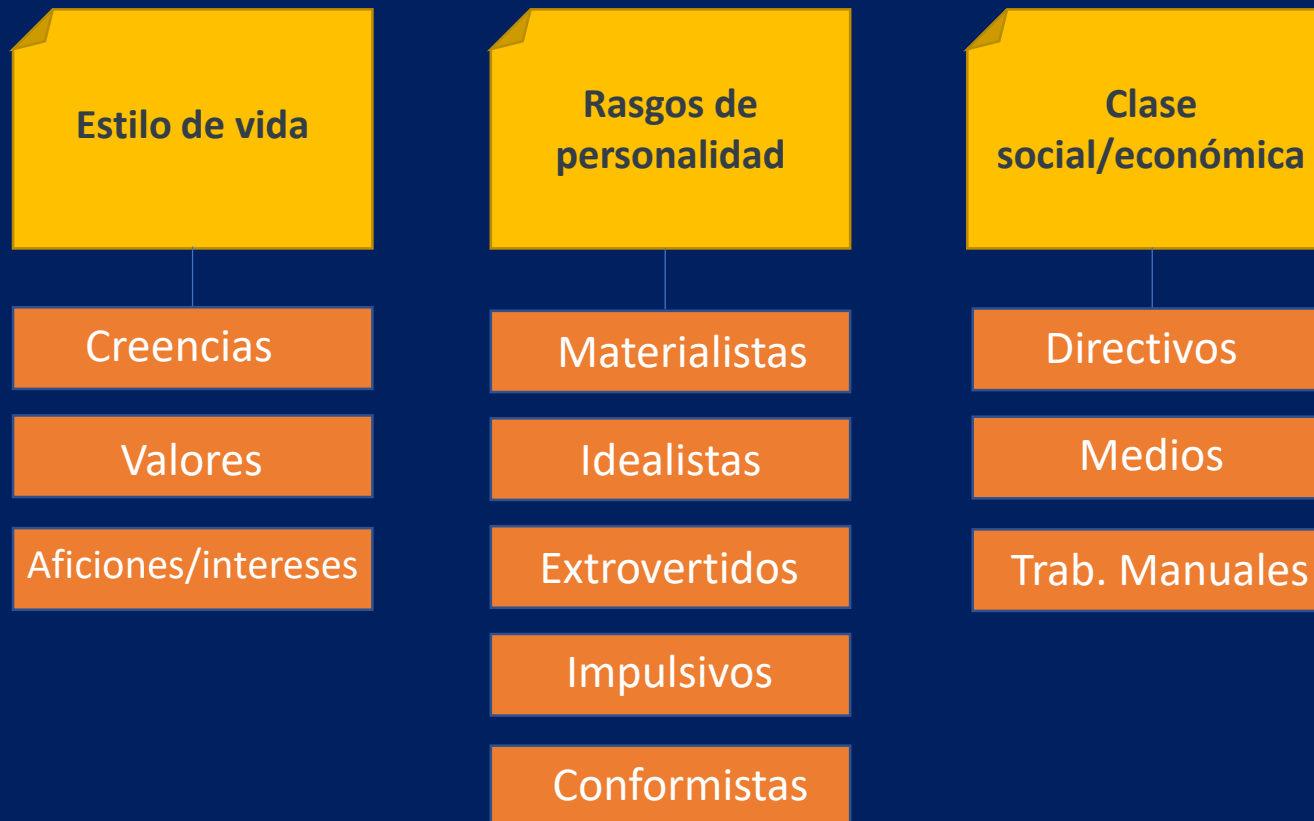 Estilo de vida
Creencias
Valores
Aficiones/intereses
Rasgos de
personalidad
Materialistas
Idealistas
Extrovertidos
Impulsivos
Conformistas
Clase
social/económica
Directivos
Medios
Trab. Manuales